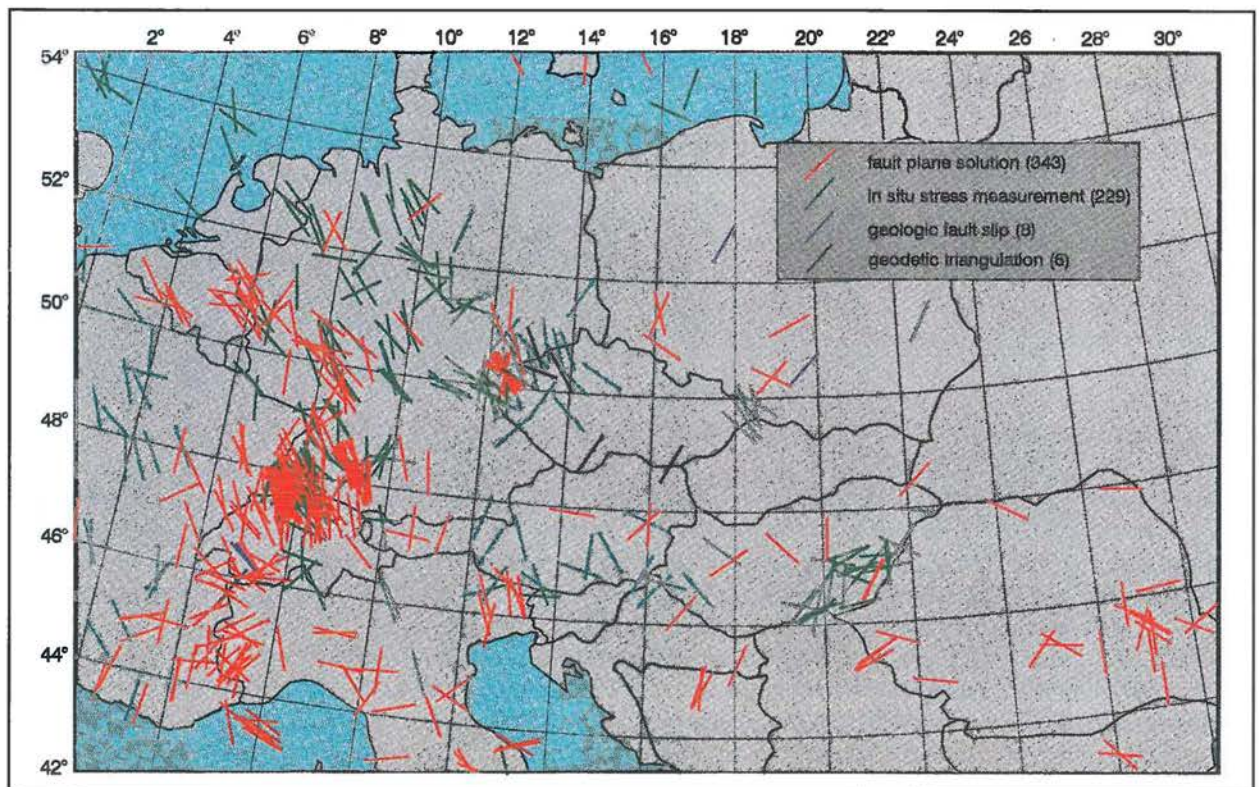 2° 4° 6° 8° 10° 12° 14° 16° 18° 20° 22° 24° 26° 28° 30°
54°
52°
50°
48°
46°
44°
42°
fault plane solution (343)
in situ stress measurement (229)
geologic fault slip (8)
geodetic triangulation (6)